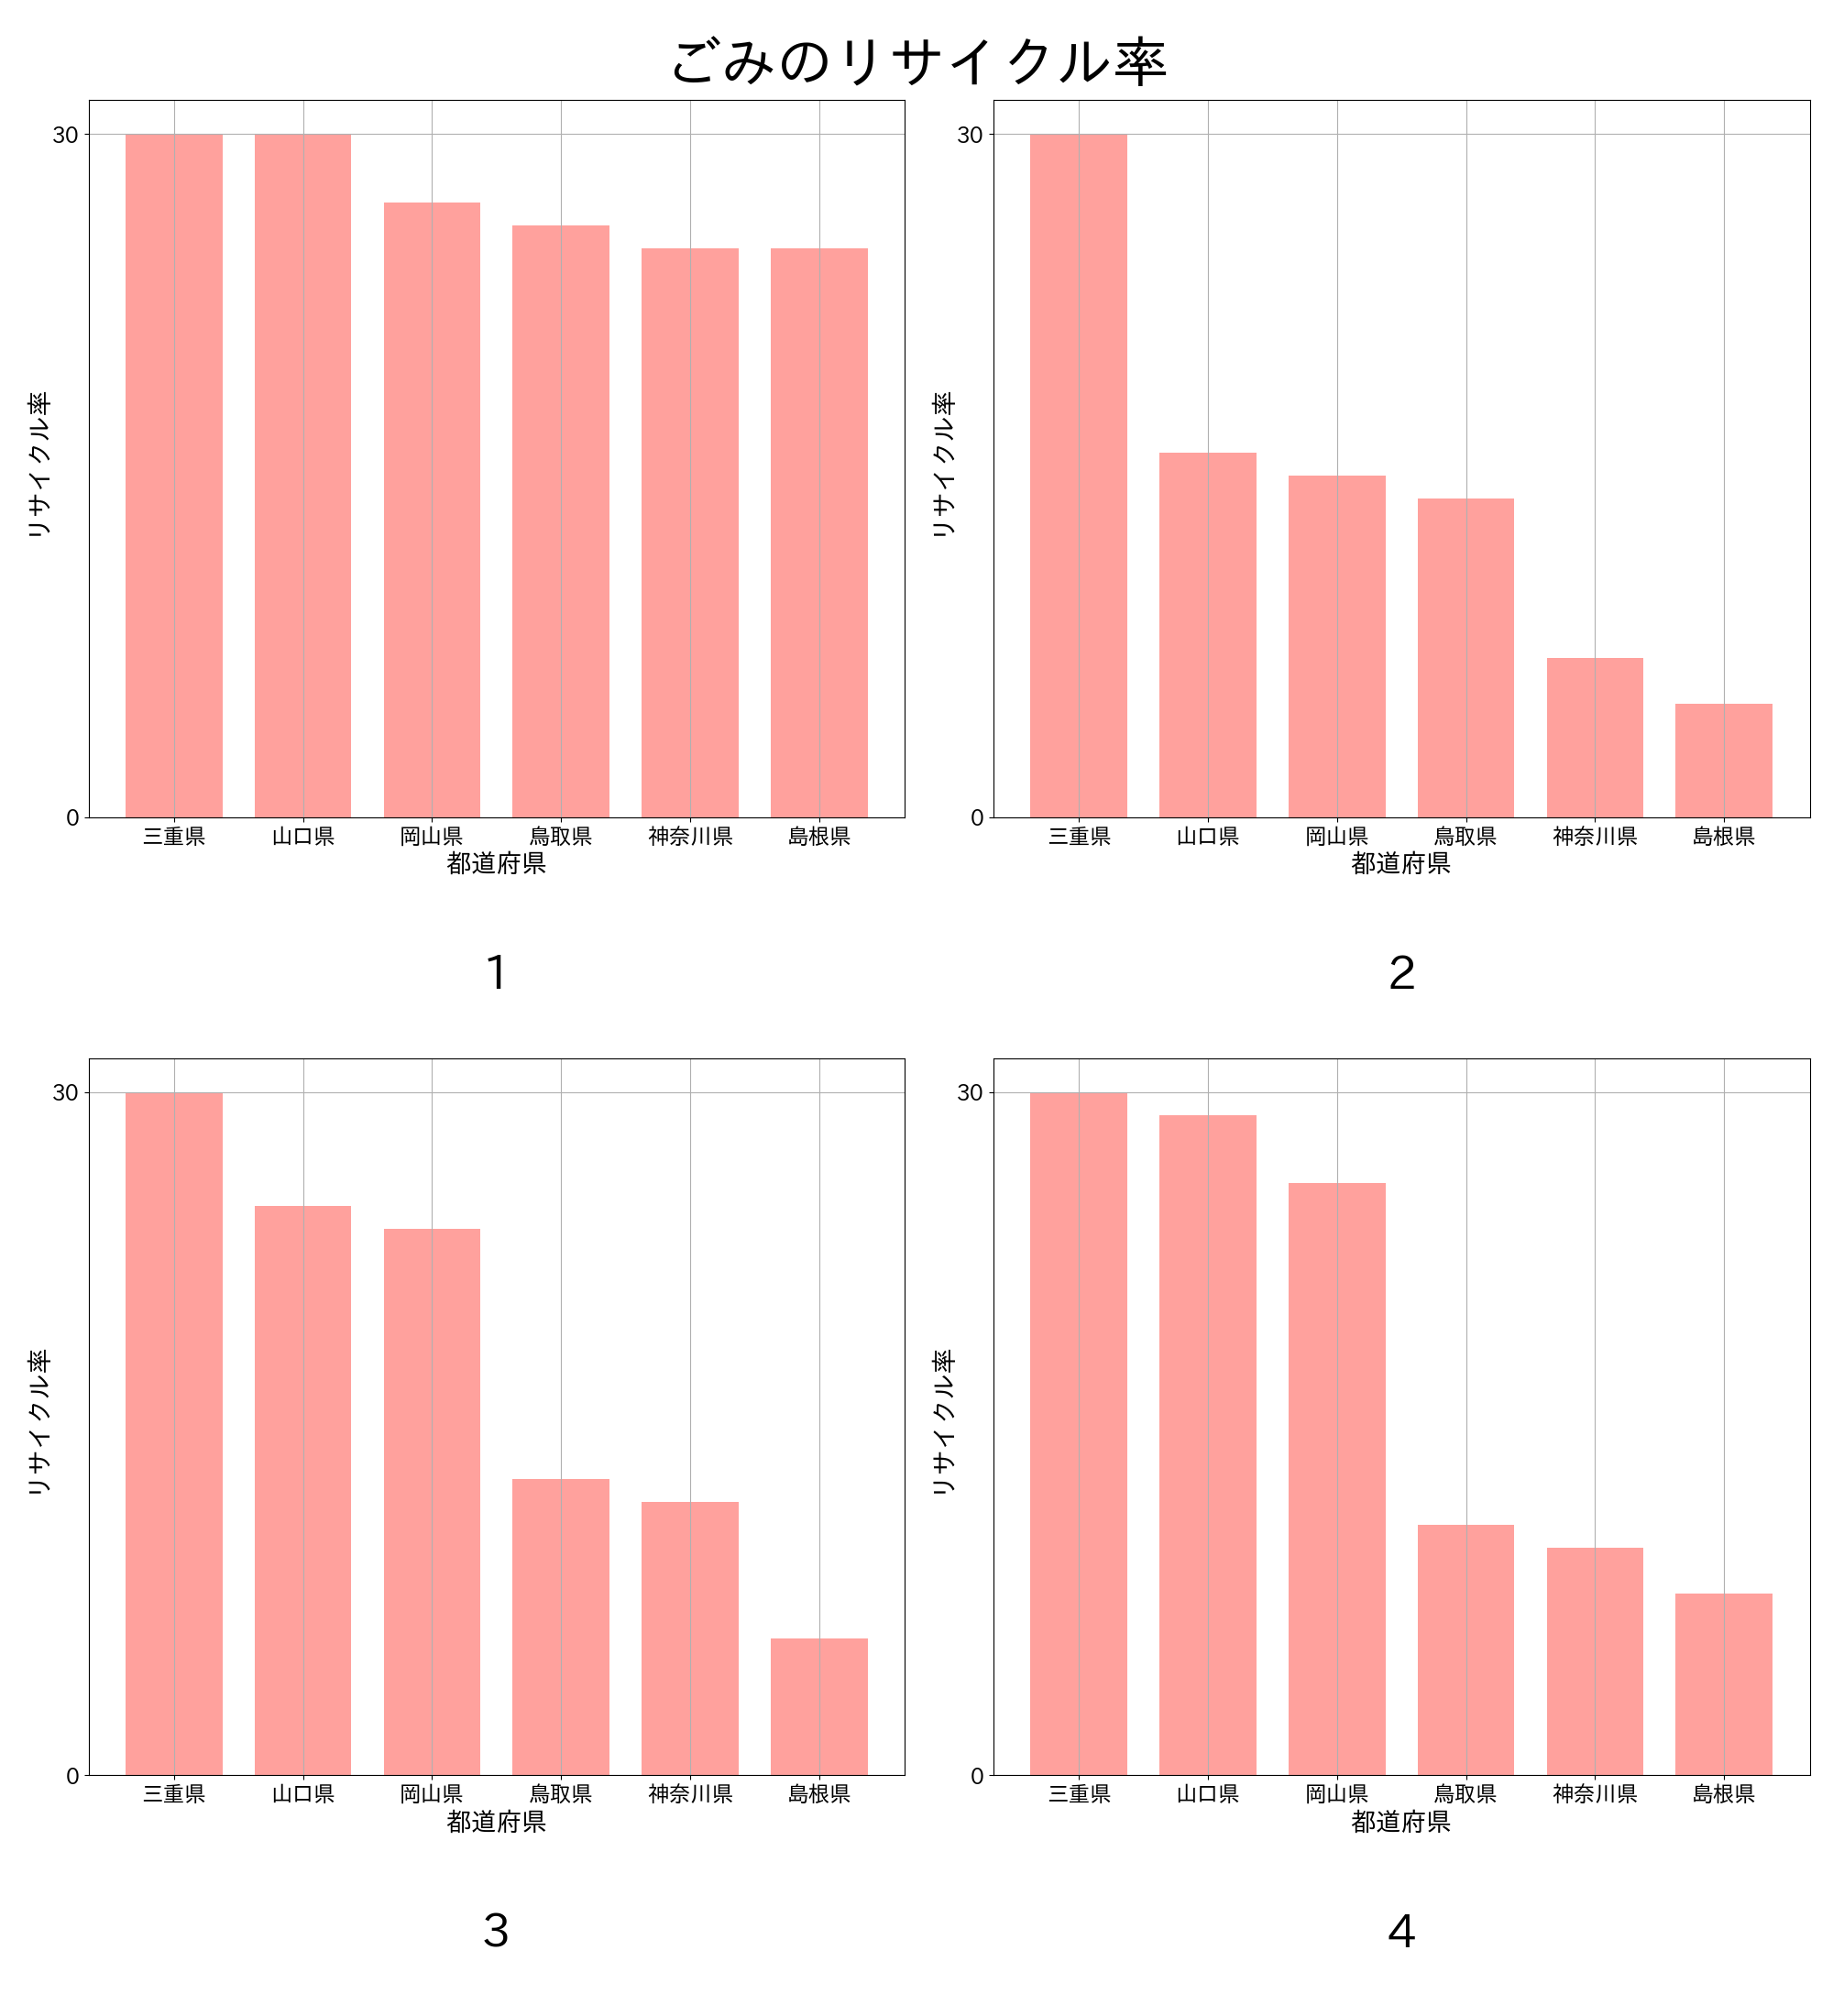 ごみのリサイクル率
30
0
リサイクル率
三重県 山口県 岡山県 鳥取県 神奈川県 島根県
都道府県
1
30
0
リサイクル率
三重県 山口県 岡山県 鳥取県 神奈川県 島根県
都道府県
2
30
0
リサイクル率
三重県 山口県 岡山県 鳥取県 神奈川県 島根県
都道府県
3
30
0
リサイクル率
三重県 山口県 岡山県 鳥取県 神奈川県 島根県
都道府県
4